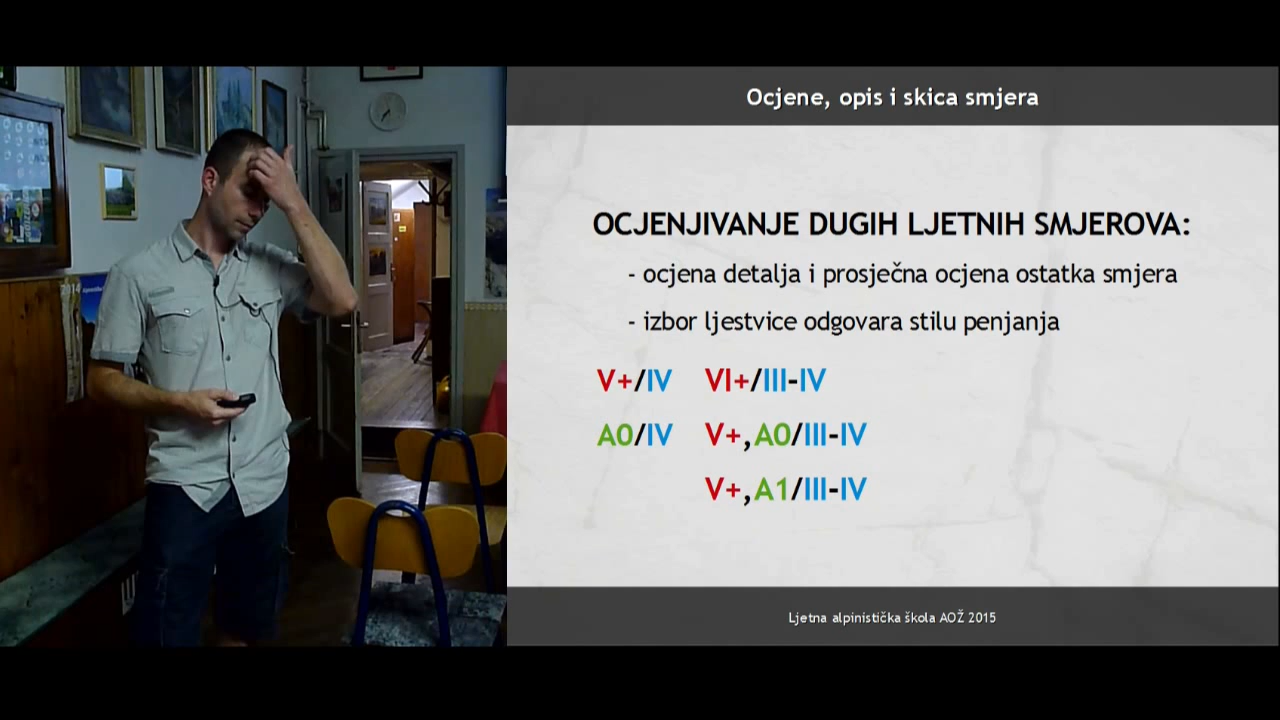 Ocjene, opis i skica smjera
OCJENJIVANJE DUGIH LJETNIH SMJEROVA:
- ocjena detalja i prosječna ocjena ostatka smjera
- izbor ljestvice odgovara stilu penjanja
V+/IV VI+/III-IV
A0/IV V+,A0/III-IV
V+,A1/III-IV
Ljetna alpinistička škola AOŽ 2015
2014